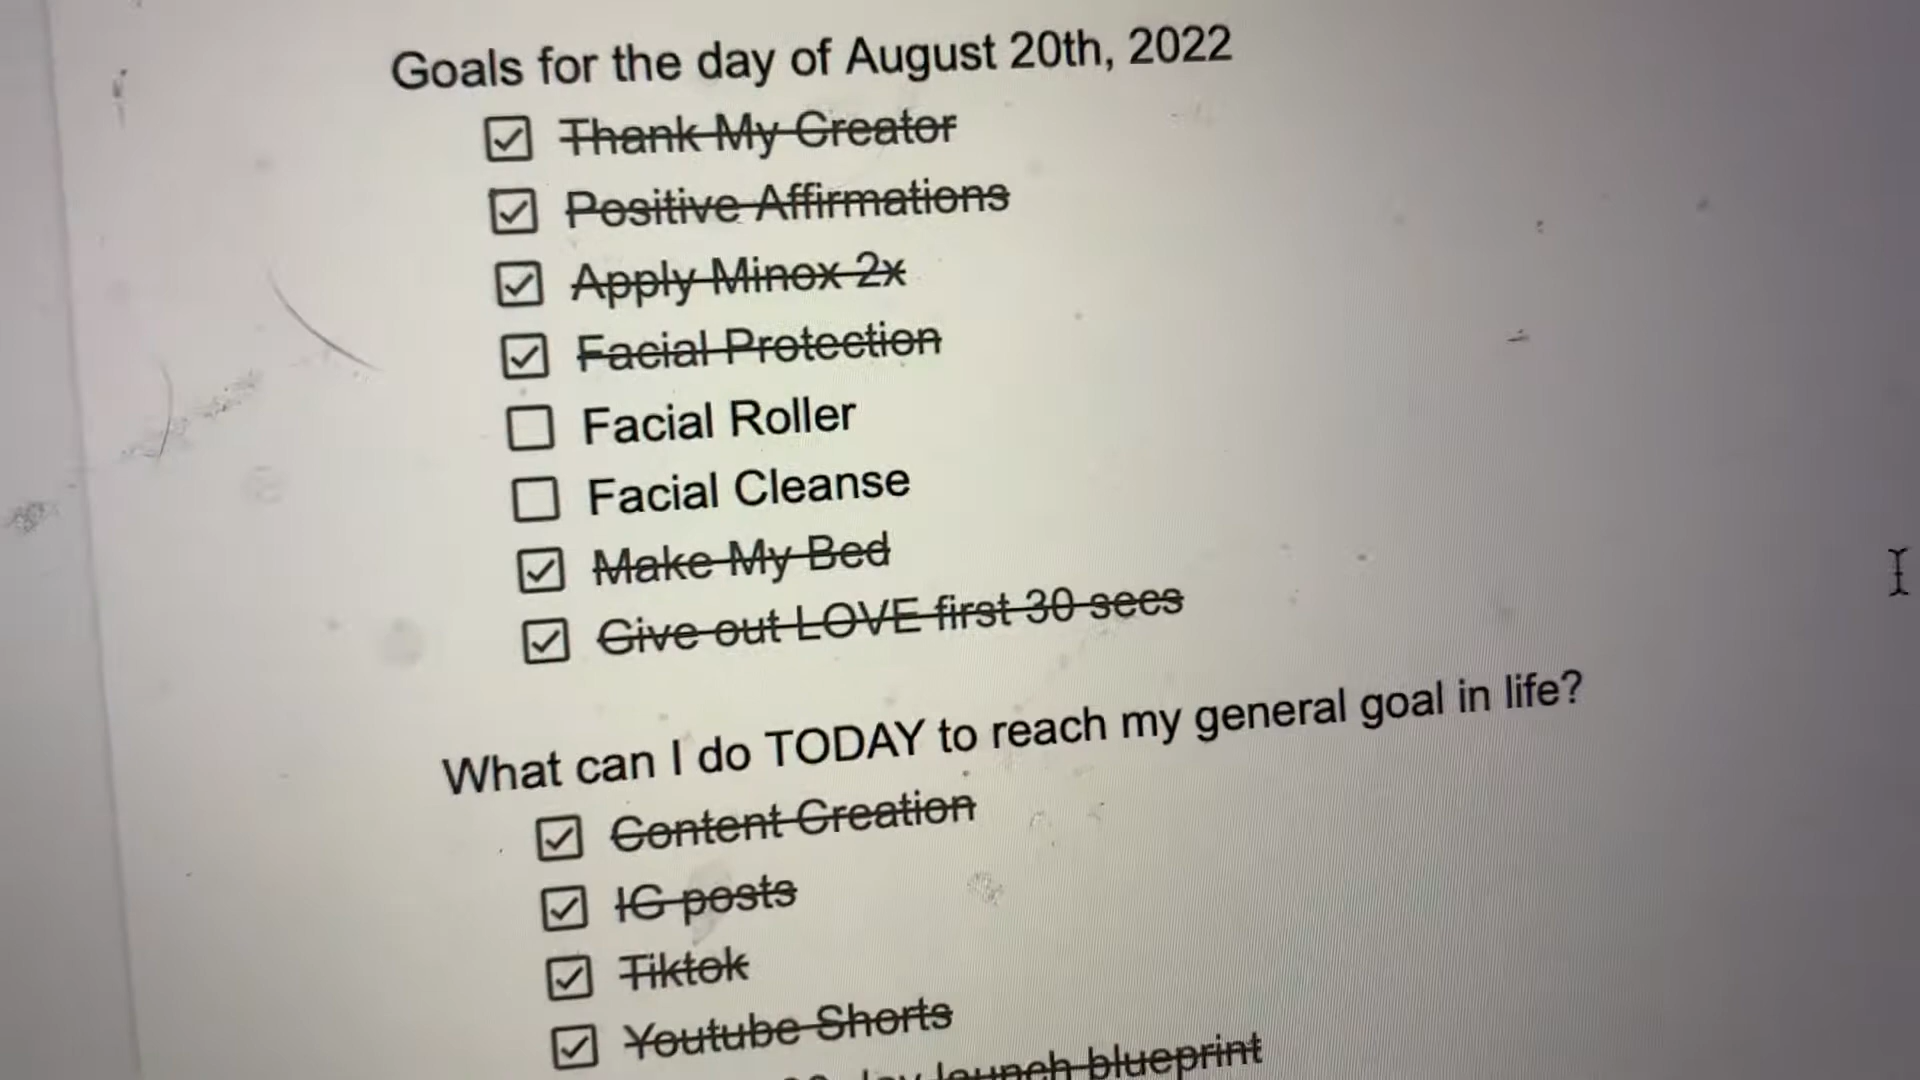 Goals for the day of August 20th, 2022
Thank My Creator
Positive Affirmations
Apply Minox 2x
Facial Protection
Facial Roller
Facial Cleanse
Make My Bed
Give out LOVE first 30 secs
What can I do TODAY to reach my general goal in life?
Content Creation
IG posts
Tiktok
Youtube Shorts
launch blueprint